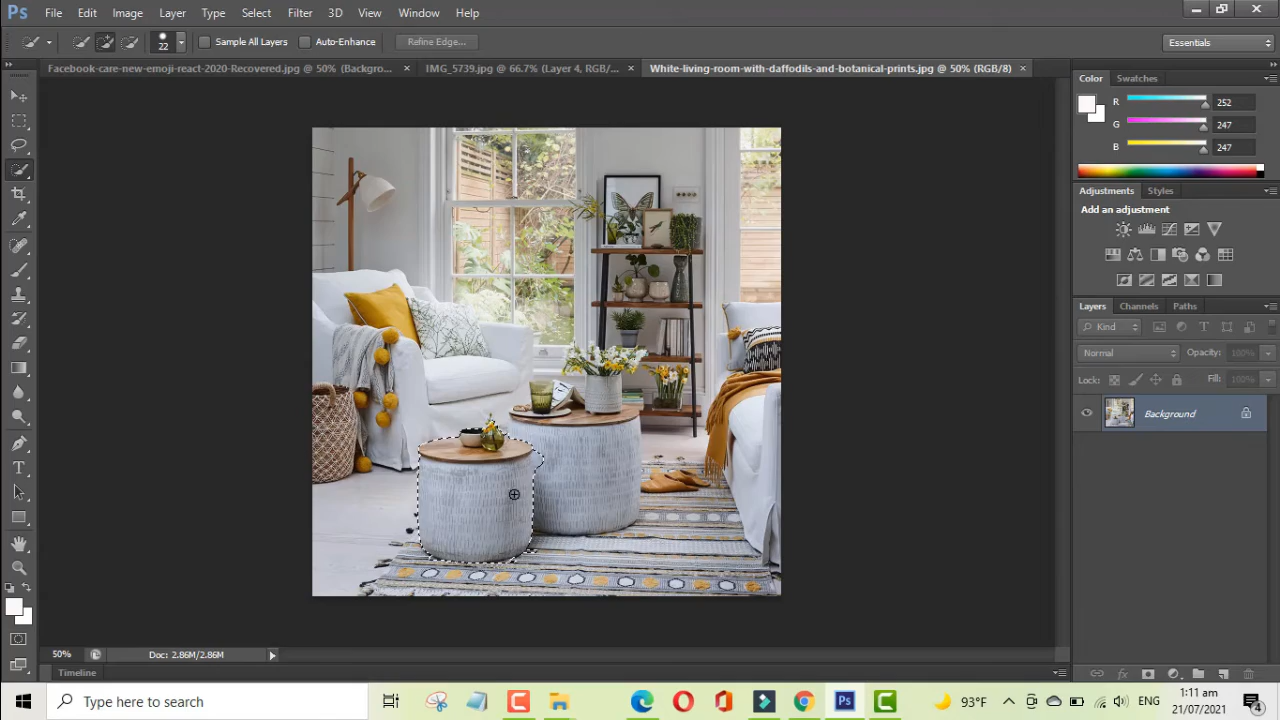 Ps File Edit Image Layer Type Select Filter 3D View Window Help
22 Sample All Layers Auto-Enhance Refine Edge... Essentials
Facebook-care-new-emoji-react-2020-Recovered.jpg @ 50% (Backgro... IMG_5739.jpg @ 66.7% (Layer 4, RGB/... White-living-room-with-daffodils-and-botanical-prints.jpg @ 50% (RGB/8)
Color Swatches
R 252
G 247
B 247
Adjustments Styles
Add an adjustment
Layers Channels Paths
Kind
Normal Opacity: 100%
Lock: Fill: 100%
Background
50% Doc: 2.86M/2.86M
Timeline
Type here to search
93°F ENG 1:11 am
21/07/2021 4